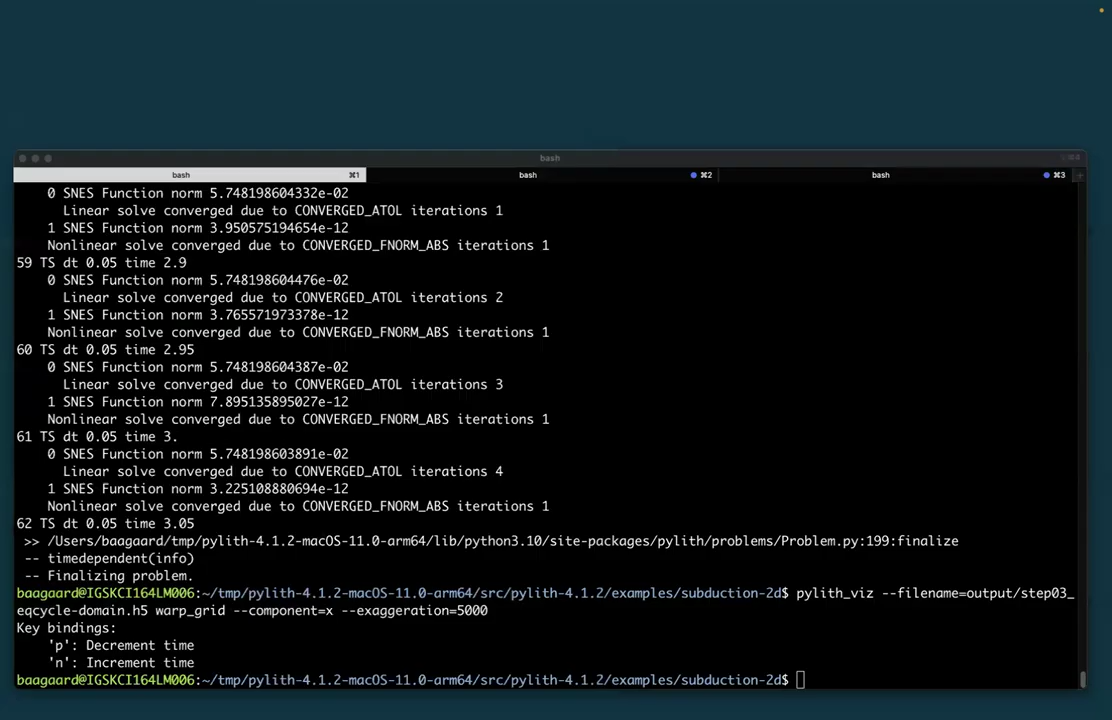 bash
bash ⌘1 bash ⌘2 bash ⌘3
0 SNES Function norm 5.748198604332e-02
Linear solve converged due to CONVERGED_ATOL iterations 1
1 SNES Function norm 3.950575194654e-12
Nonlinear solve converged due to CONVERGED_FNORM_ABS iterations 1
59 TS dt 0.05 time 2.9
0 SNES Function norm 5.748198604476e-02
Linear solve converged due to CONVERGED_ATOL iterations 2
1 SNES Function norm 3.765571973378e-12
Nonlinear solve converged due to CONVERGED_FNORM_ABS iterations 1
60 TS dt 0.05 time 2.95
0 SNES Function norm 5.748198604387e-02
Linear solve converged due to CONVERGED_ATOL iterations 3
1 SNES Function norm 7.895135895027e-12
Nonlinear solve converged due to CONVERGED_FNORM_ABS iterations 1
61 TS dt 0.05 time 3.
0 SNES Function norm 5.748198603891e-02
Linear solve converged due to CONVERGED_ATOL iterations 4
1 SNES Function norm 3.225108880694e-12
Nonlinear solve converged due to CONVERGED_FNORM_ABS iterations 1
62 TS dt 0.05 time 3.05
>> /Users/baagaard/tmp/pylith-4.1.2-macOS-11.0-arm64/lib/python3.10/site-packages/pylith/problems/Problem.py:199:finalize
-- timedependent(info)
-- Finalizing problem.
baagaard@IGSKCI164LM006:~/tmp/pylith-4.1.2-macOS-11.0-arm64/src/pylith-4.1.2/examples/subduction-2d$ pylith_viz --filename=output/step03_
eqcycle-domain.h5 warp_grid --component=x --exaggeration=5000
Key bindings:
'p': Decrement time
'n': Increment time
baagaard@IGSKCI164LM006:~/tmp/pylith-4.1.2-macOS-11.0-arm64/src/pylith-4.1.2/examples/subduction-2d$